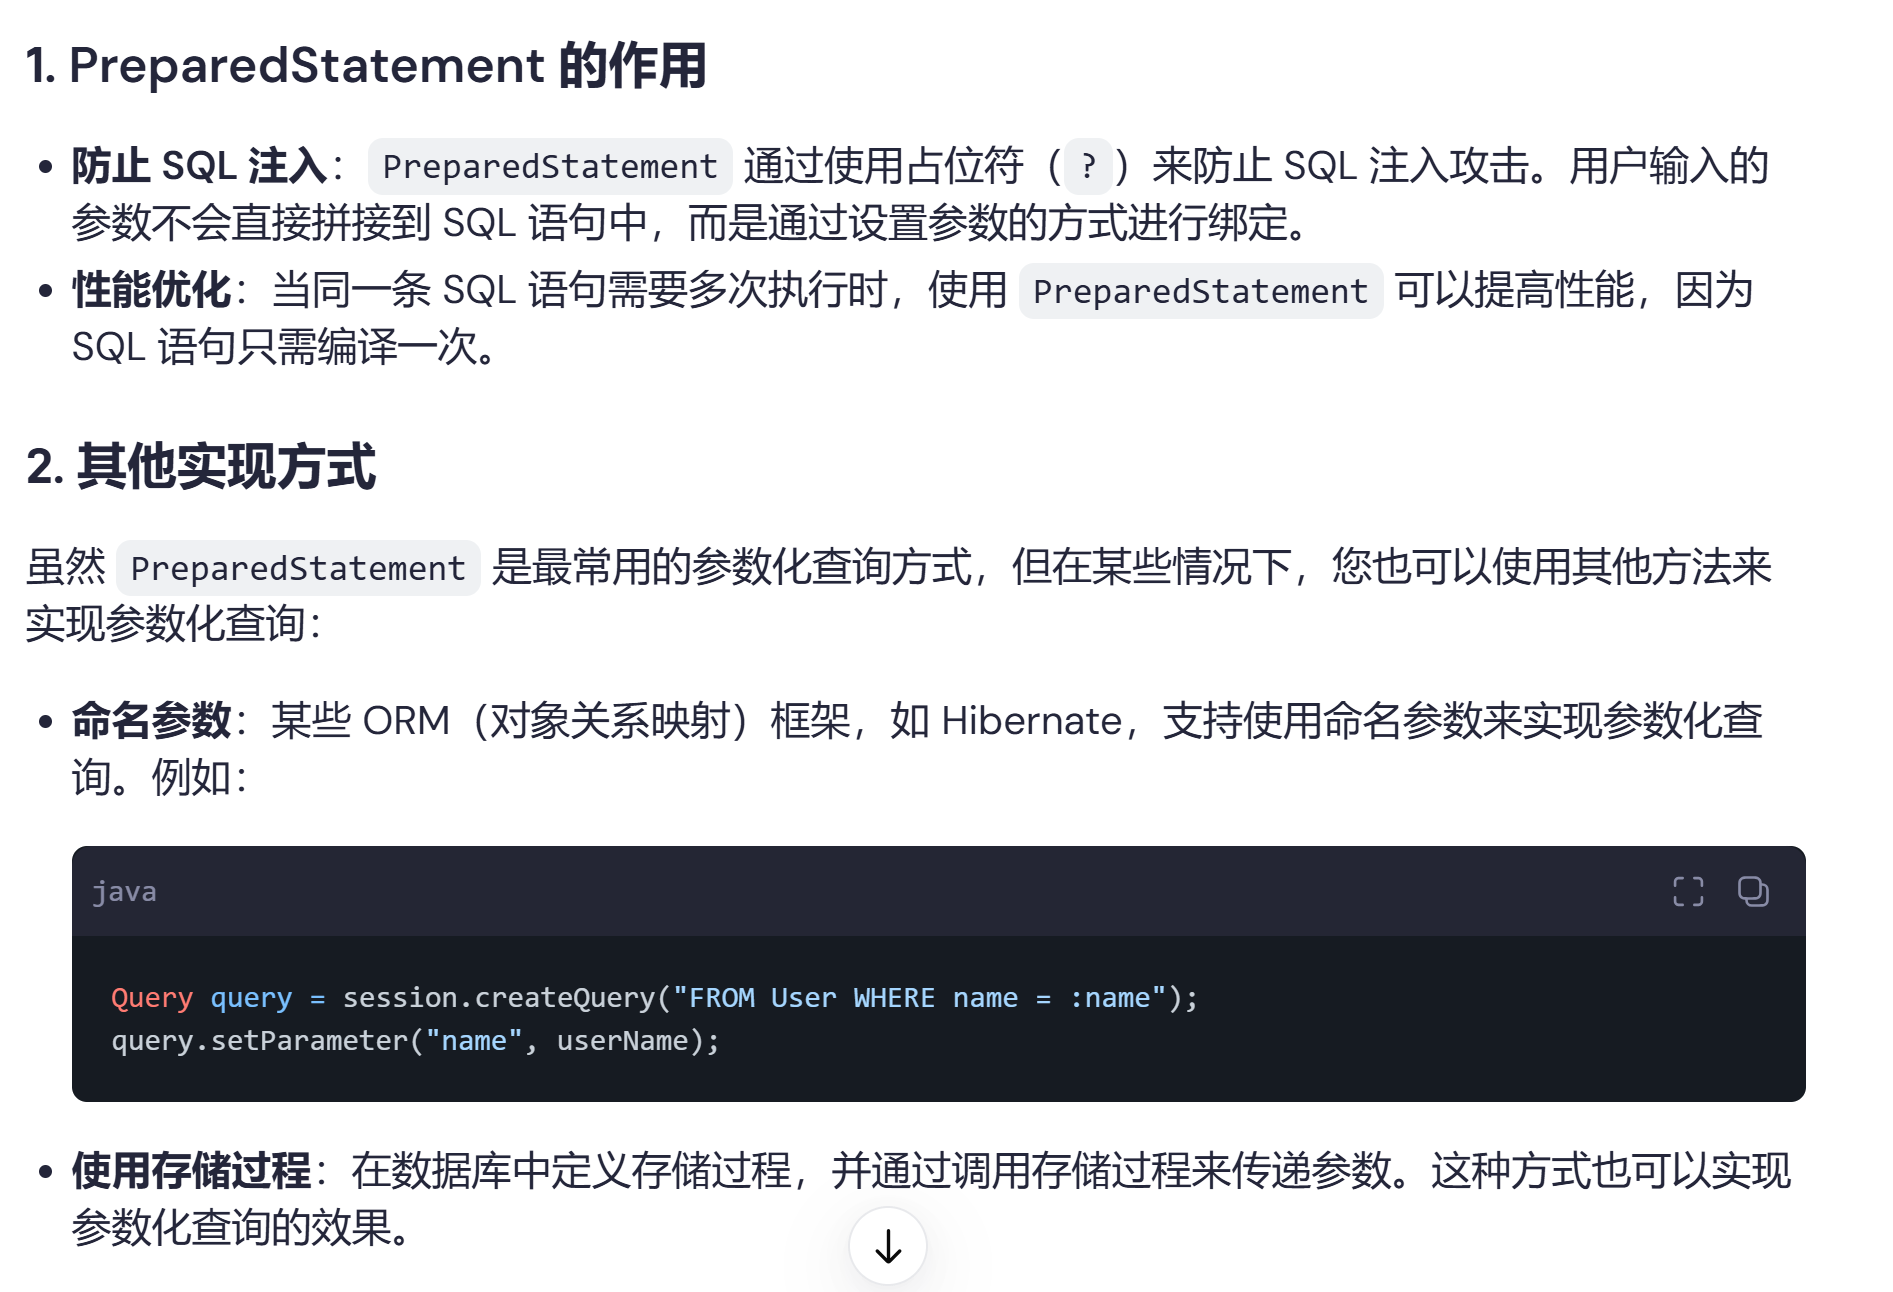 1. PreparedStatement 的作用
• 防止 SQL 注入：PreparedStatement 通过使用占位符（?）来防止 SQL 注入攻击。用户输入的
参数不会直接拼接到 SQL 语句中，而是通过设置参数的方式进行绑定。
• 性能优化：当同一条 SQL 语句需要多次执行时，使用 PreparedStatement 可以提高性能，因为
SQL 语句只需编译一次。
2. 其他实现方式
虽然 PreparedStatement 是最常用的参数化查询方式，但在某些情况下，您也可以使用其他方法来
实现参数化查询：
• 命名参数：某些 ORM（对象关系映射）框架，如 Hibernate，支持使用命名参数来实现参数化查
询。例如：
java
Query query = session.createQuery("FROM User WHERE name = :name");
query.setParameter("name", userName);
• 使用存储过程：在数据库中定义存储过程，并通过调用存储过程来传递参数。这种方式也可以实现
参数化查询的效果。